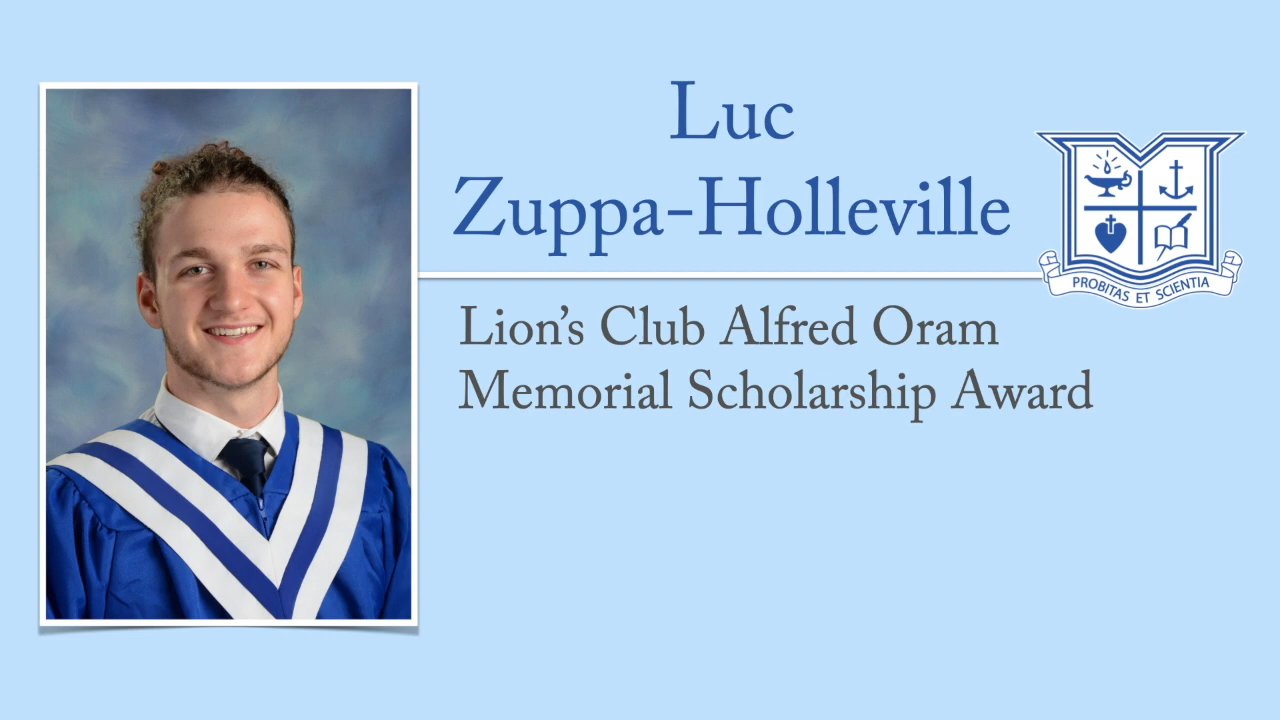 Luc
Zuppa-Holleville
PROBITAS ET SCIENTIA
Lion’s Club Alfred Oram
Memorial Scholarship Award